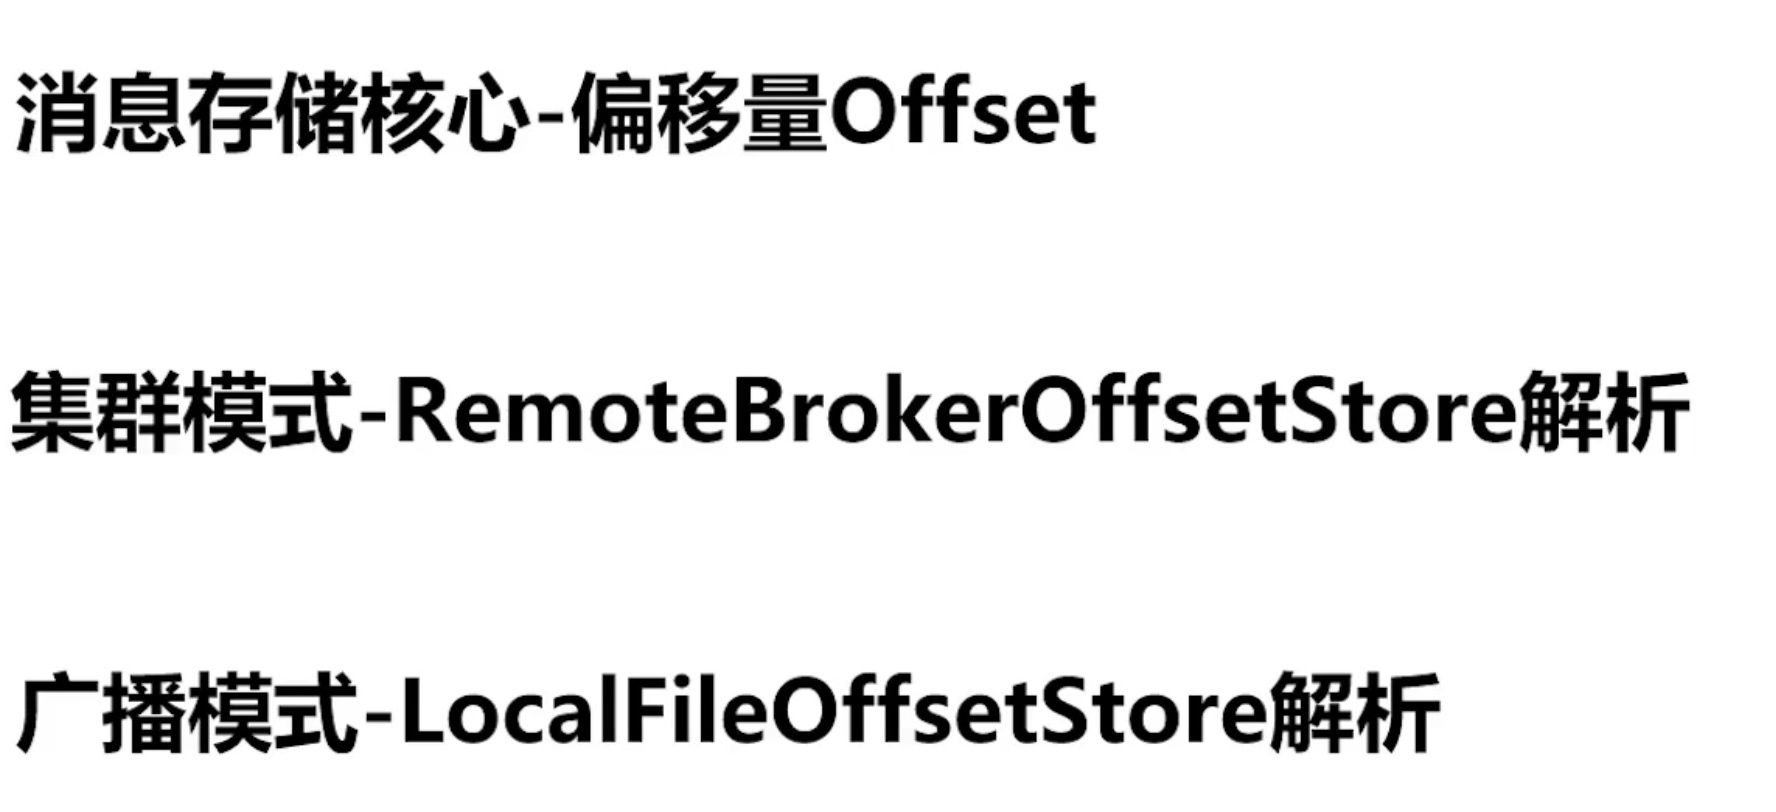 消息存储核心-偏移量Offset
集群模式-RemoteBrokerOffsetStore解析
广播模式-LocalFileOffsetStore解析